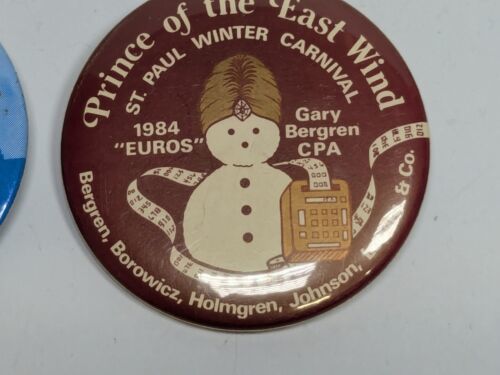 Prince of the East Wind
ST. PAUL WINTER CARNIVAL
1984
"EUROS"
Gary
Bergren
CPA
Bergren, Borowicz, Holmgren, Johnson, & Co.